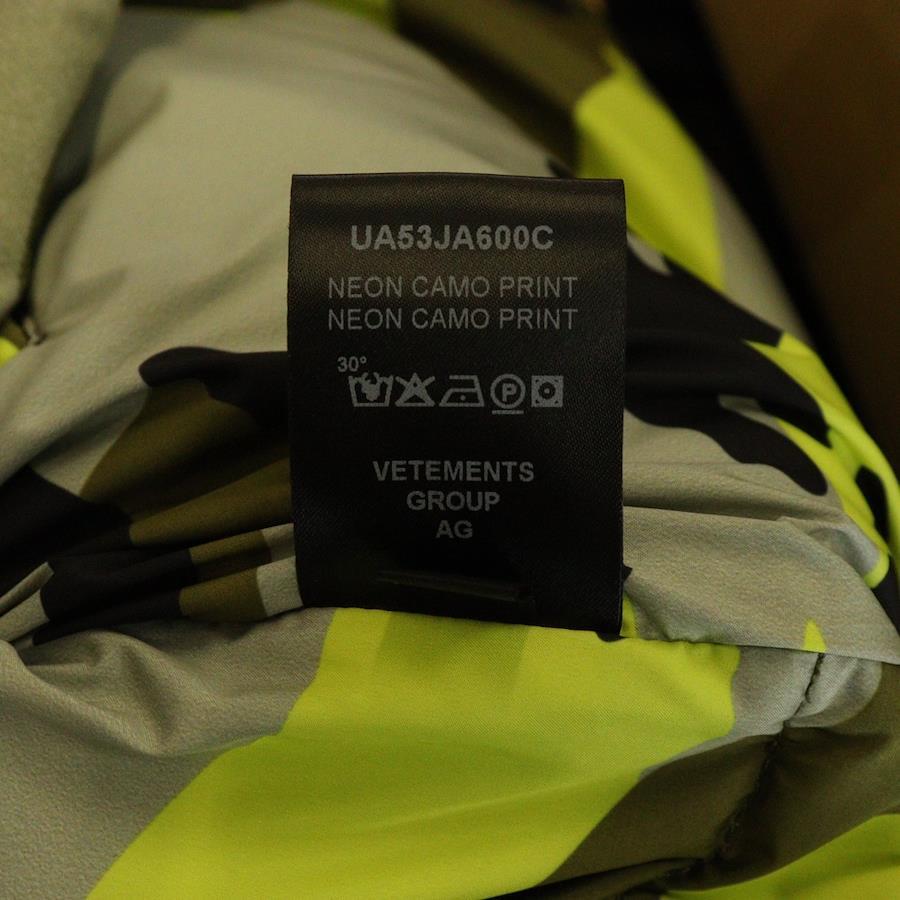 UA53JA600C
NEON CAMO PRINT
NEON CAMO PRINT
30°
P
VETEMENTS
GROUP
AG